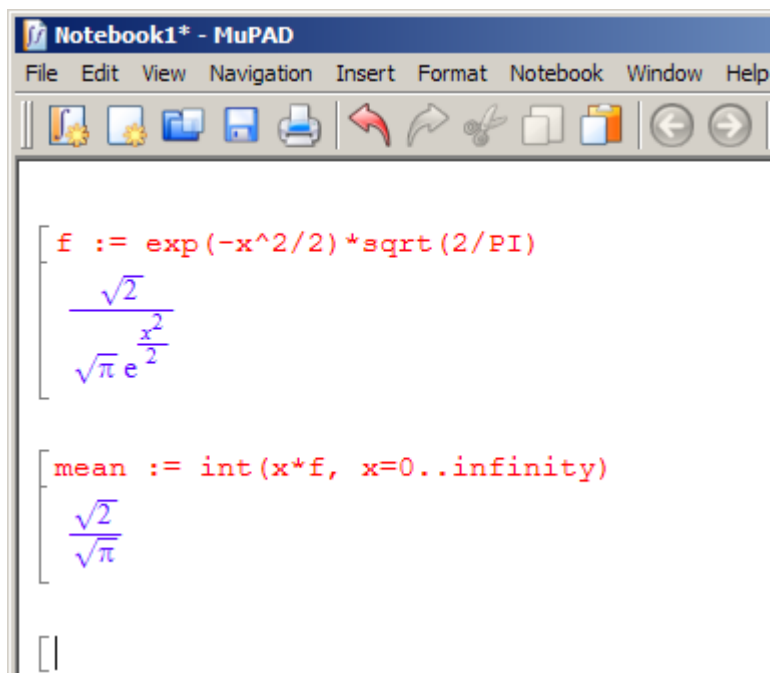 Notebook1* - MuPAD
File Edit View Navigation Insert Format Notebook Window Help
f := exp(-x^2/2)*sqrt(2/PI)
√2
√π e^(x^2/2)
mean := int(x*f, x=0..infinity)
√2
√π